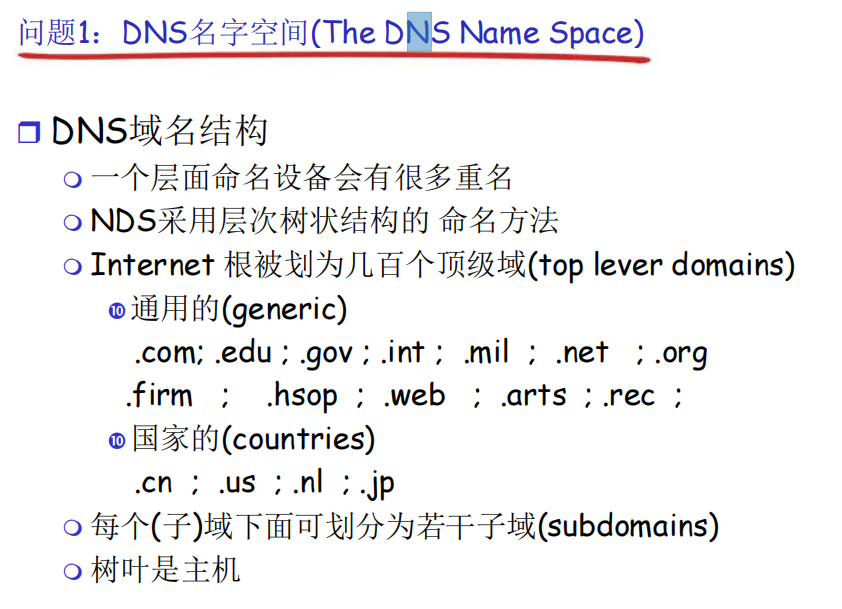 问题1：DNS名字空间(The DNS Name Space)
DNS域名结构
一个层面命名设备会有很多重名
NDS采用层次树状结构的 命名方法
Internet 根被划为几百个顶级域(top lever domains)
⓾通用的(generic)
.com; .edu ; .gov ; .int ; .mil ; .net ; .org
.firm ; .hsop ; .web ; .arts ; .rec ;
⓾国家的(countries)
.cn ; .us ; .nl ; .jp
每个(子)域下面可划分为若干子域(subdomains)
树叶是主机